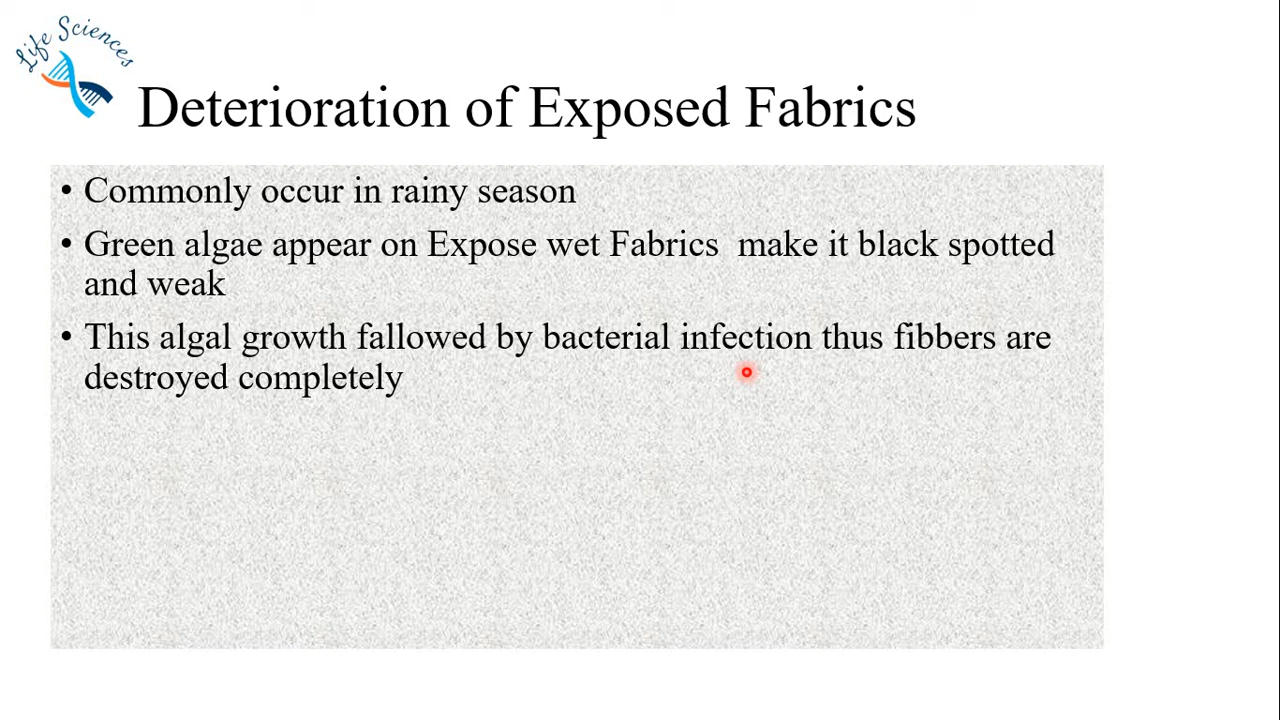 Life Sciences
Deterioration of Exposed Fabrics
• Commonly occur in rainy season
• Green algae appear on Expose wet Fabrics  make it black spotted
and weak
• This algal growth fallowed by bacterial infection thus fibbers are
destroyed completely